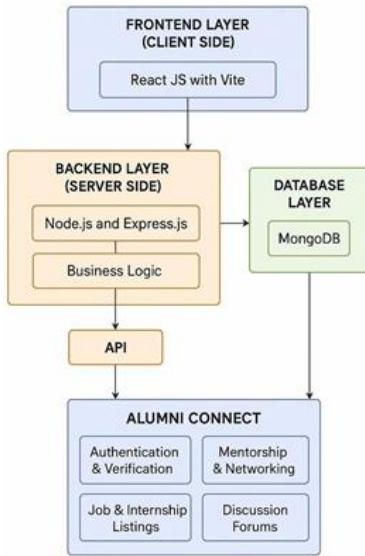 FRONTEND LAYER
(CLIENT SIDE)
React JS with Vite
BACKEND LAYER
(SERVER SIDE)
Node.js and Express.js
Business Logic
DATABASE
LAYER
MongoDB
API
ALUMNI CONNECT
Authentication
& Verification
Mentorship
& Networking
Job & Internship
Listings
Discussion
Forums